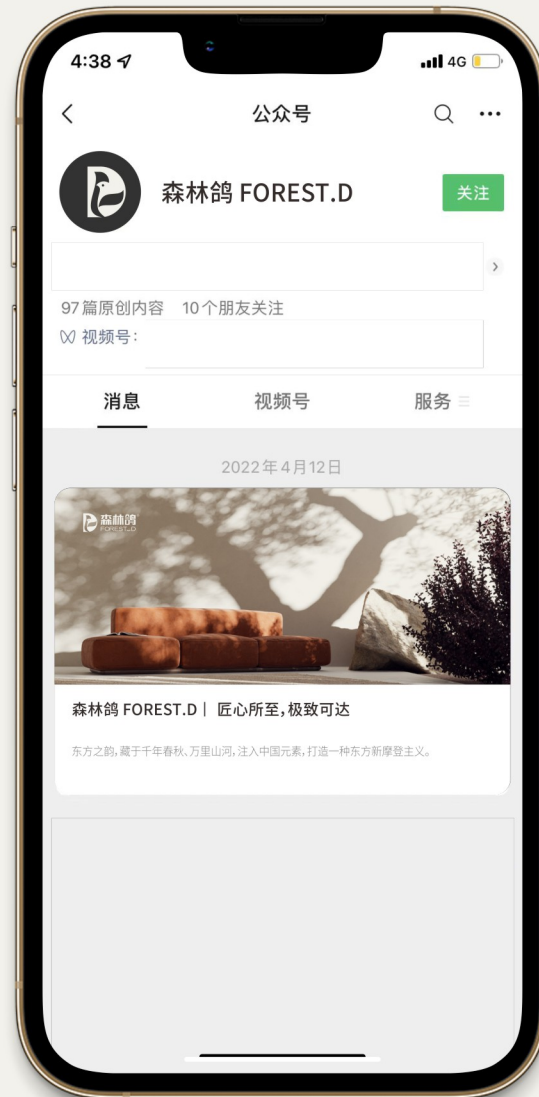 4:38
4G
公众号
森林鸽 FOREST.D
关注
97篇原创内容 10个朋友关注
视频号:
消息 视频号 服务
2022年4月12日
森林鸽
FOREST.D
森林鸽 FOREST.D | 匠心所至,极致可达
东方之韵,藏于千年春秋、万里山河,注入中国元素,打造一种东方新摩登主义。